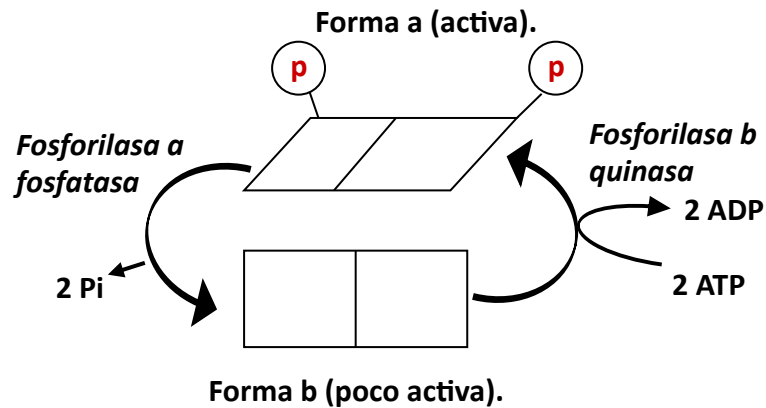 Forma a (activa).
p
p
Fosforilasa a
fosfatasa
Fosforilasa b
quinasa
2 ADP
2 Pi
2 ATP
Forma b (poco activa).